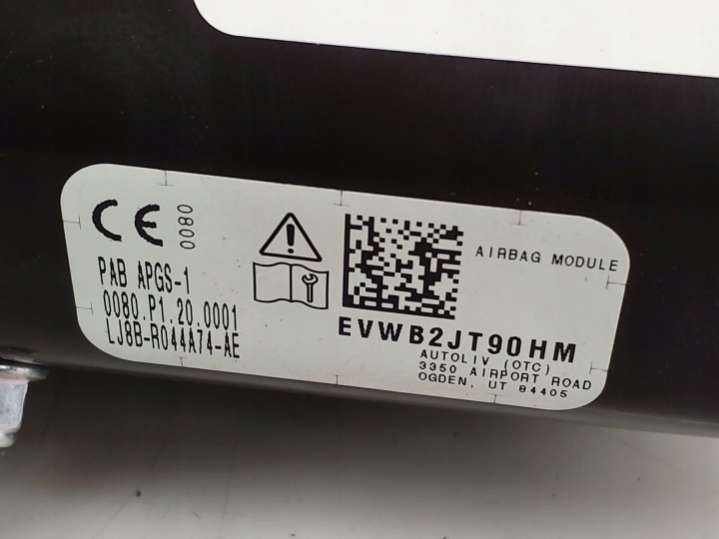 CE 0080
PAB APGS-1
0080.P1.20.0001
LJ8B-R044A74-AE
AIRBAG MODULE
EVWB2JT90HM
AUTOLIV (OTC)
3350 AIRPORT ROAD
OGDEN, UT 84405